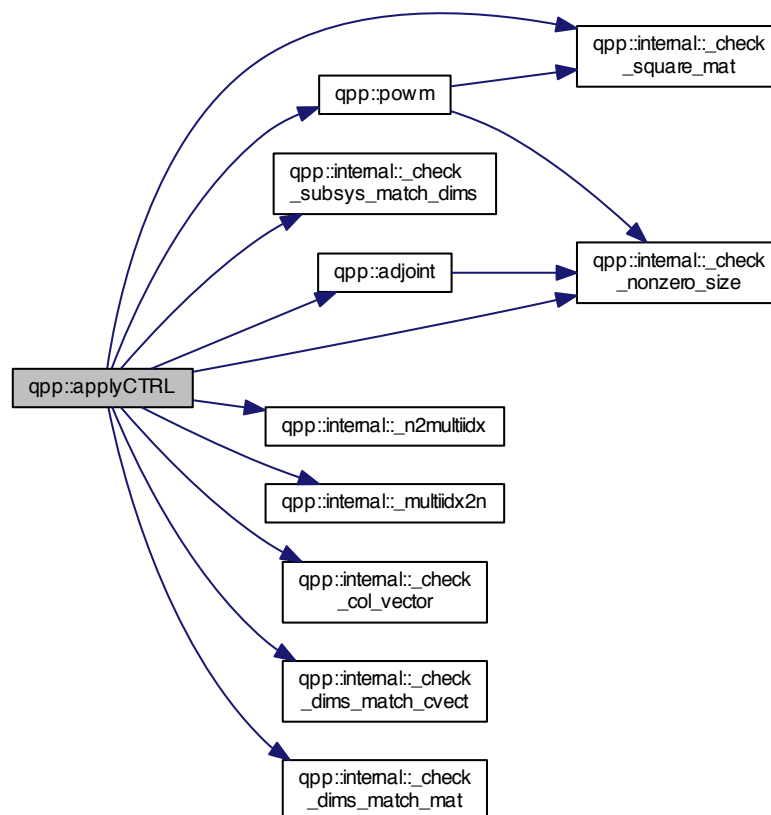 qpp::internal::_check
_square_mat
qpp::powm
qpp::internal::_check
_subsys_match_dims
qpp::adjoint
qpp::internal::_check
_nonzero_size
qpp::applyCTRL
qpp::internal::_n2multiidx
qpp::internal::_multiidx2n
qpp::internal::_check
_col_vector
qpp::internal::_check
_dims_match_cvect
qpp::internal::_check
_dims_match_mat